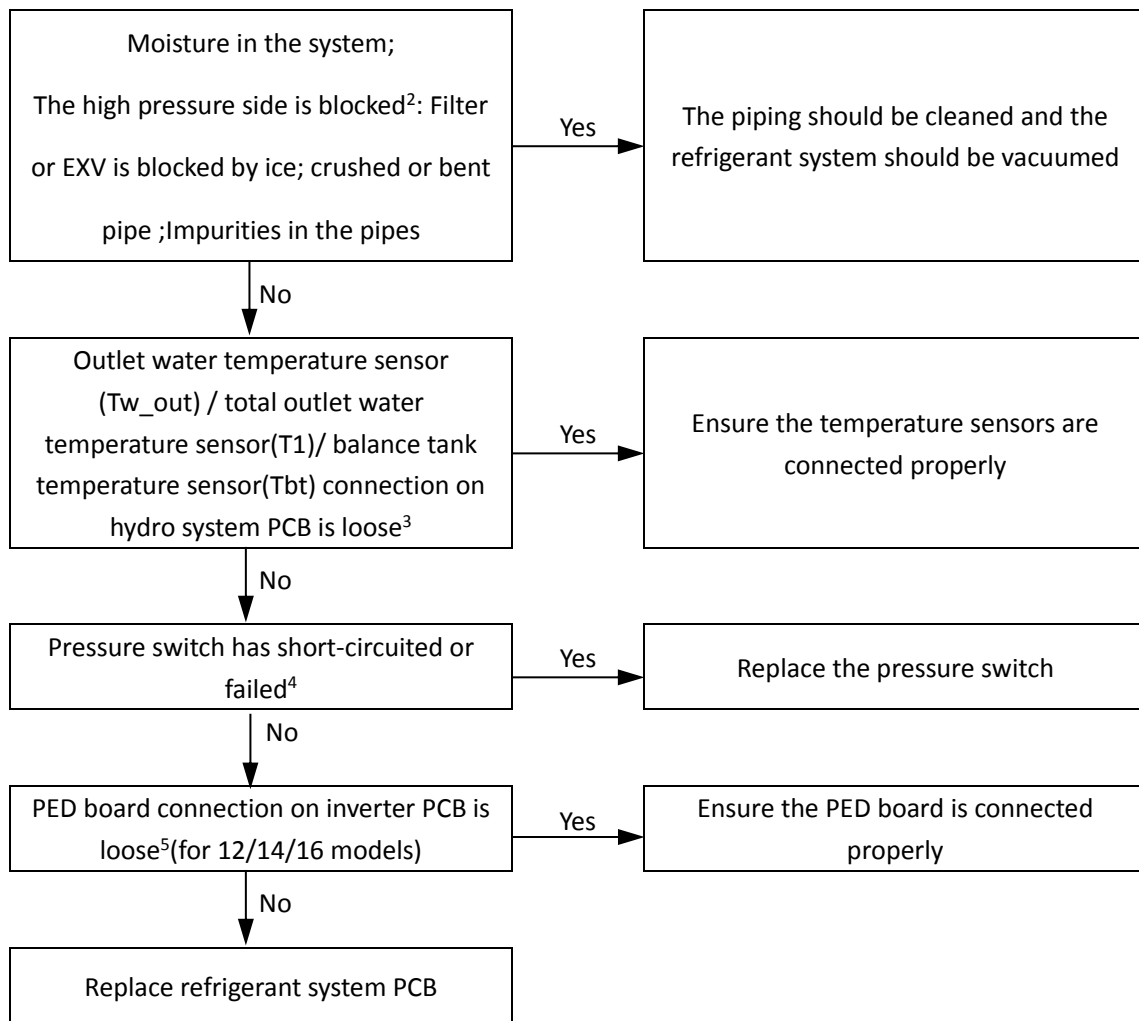 Moisture in the system;
The high pressure side is blocked²: Filter
or EXV is blocked by ice; crushed or bent
pipe ;Impurities in the pipes
Yes
The piping should be cleaned and the
refrigerant system should be vacuumed
No
Outlet water temperature sensor
(Tw_out) / total outlet water
temperature sensor(T1)/ balance tank
temperature sensor(Tbt) connection on
hydro system PCB is loose³
Yes
Ensure the temperature sensors are
connected properly
No
Pressure switch has short-circuited or
failed⁴
Yes
Replace the pressure switch
No
PED board connection on inverter PCB is
loose⁵(for 12/14/16 models)
Yes
Ensure the PED board is connected
properly
No
Replace refrigerant system PCB